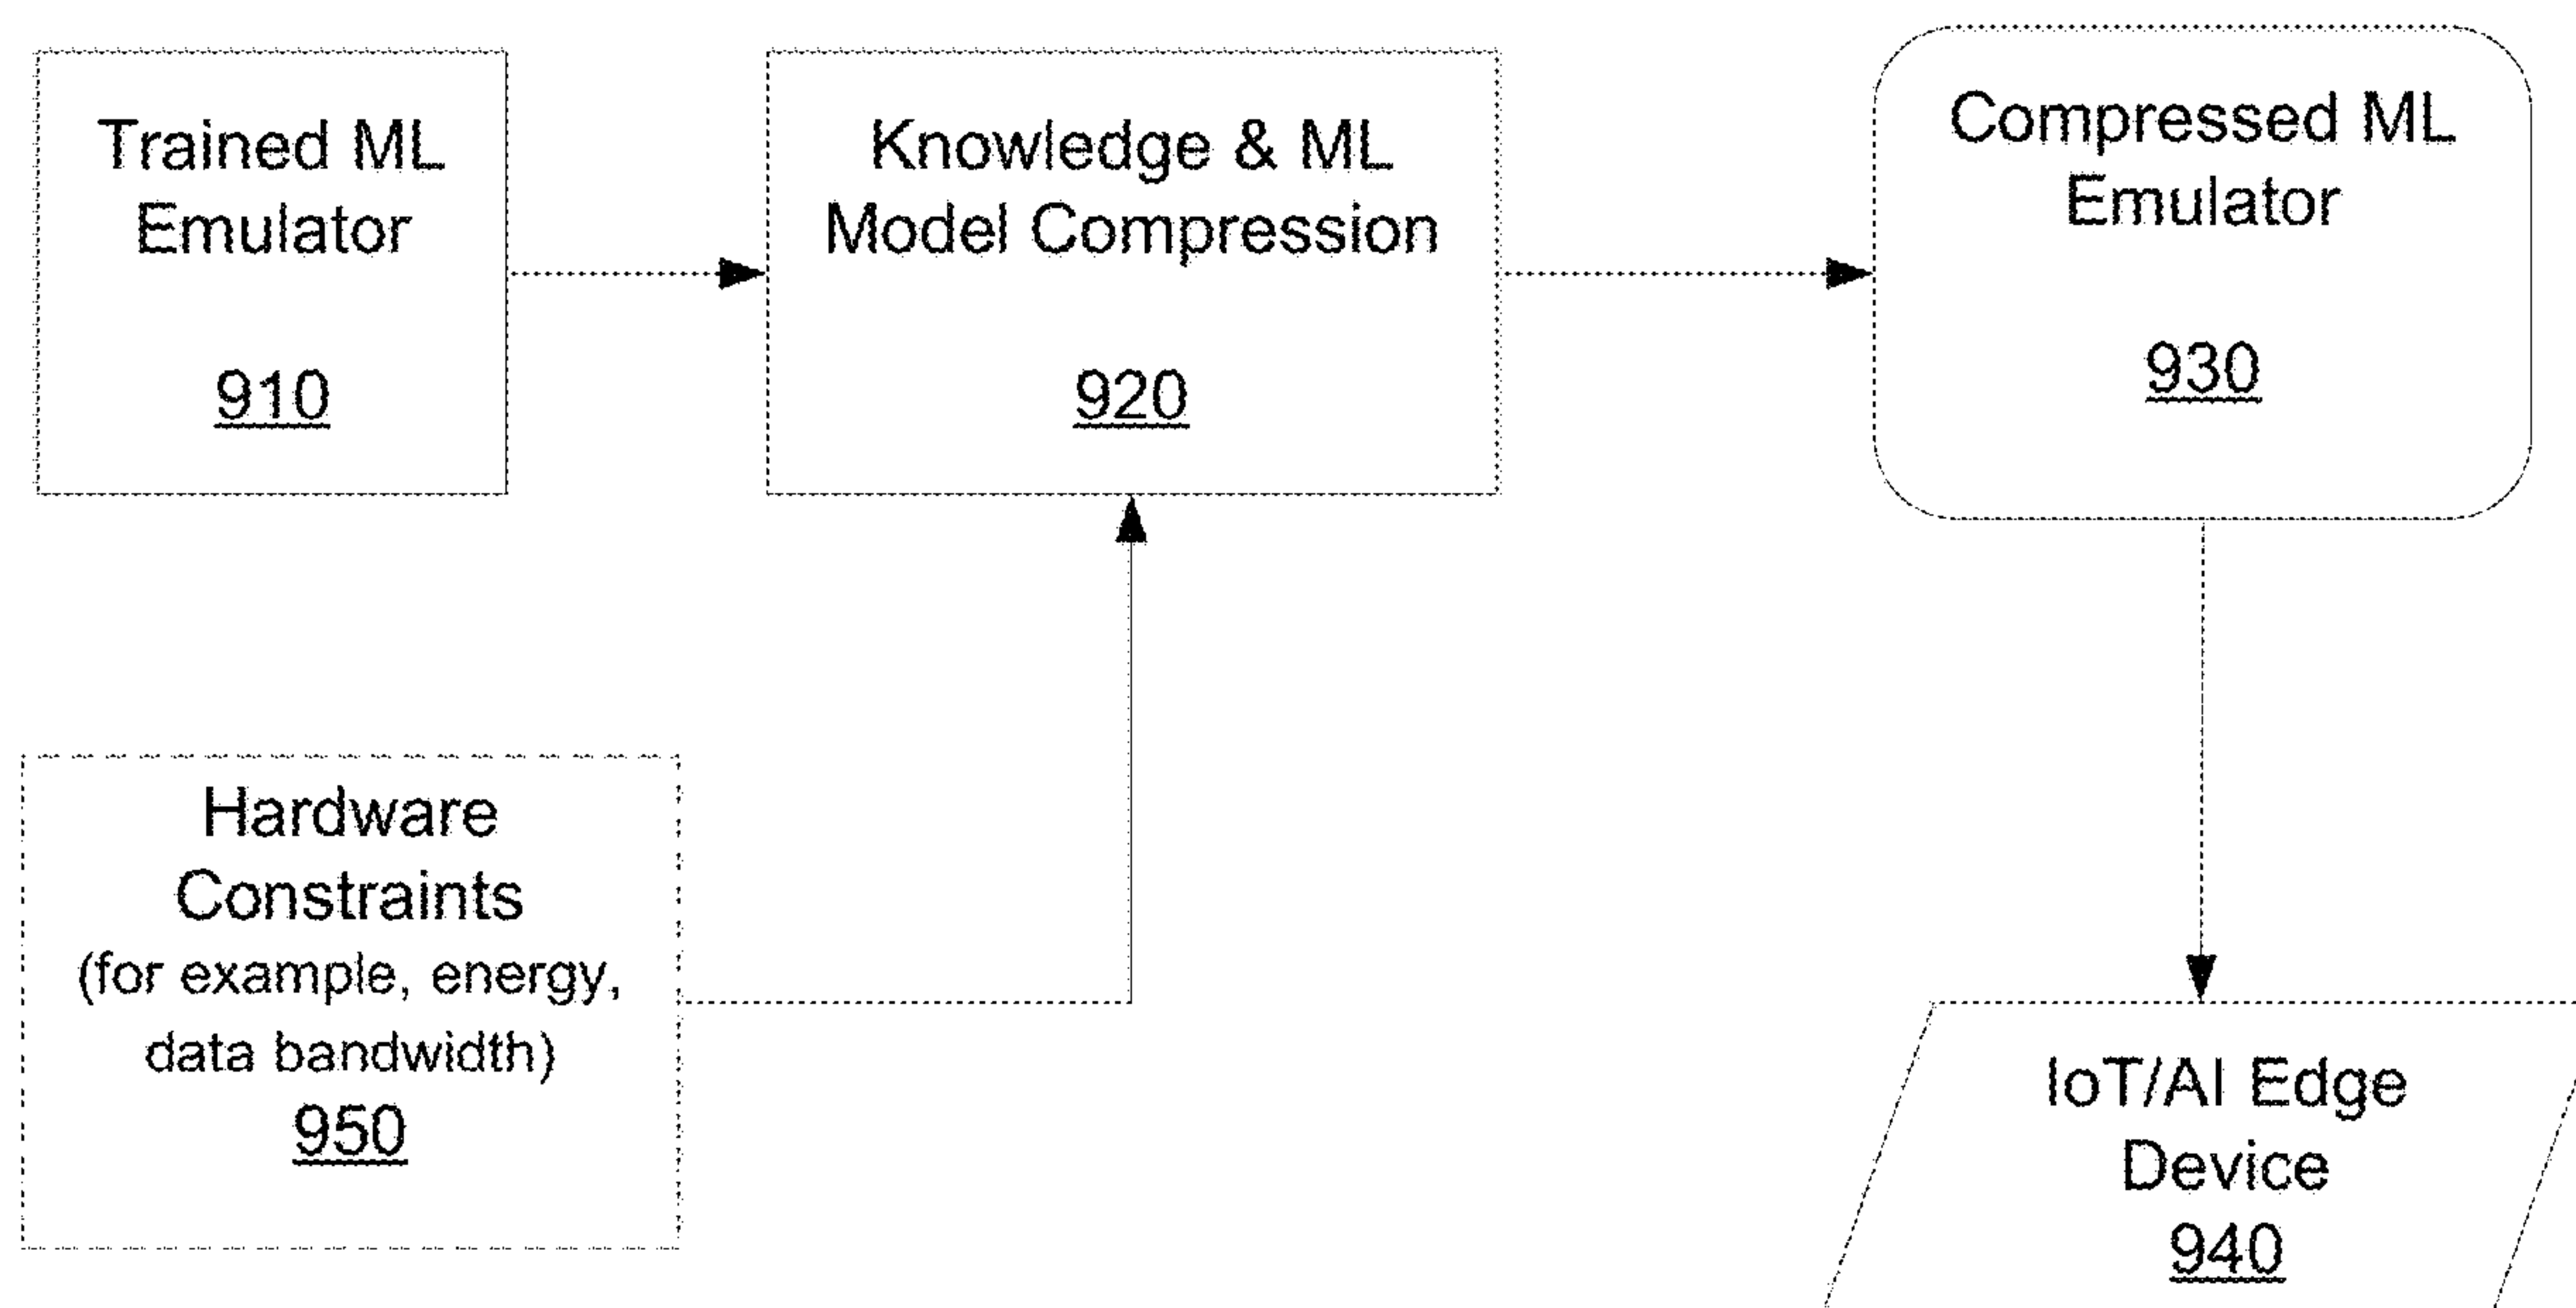 Trained ML
Emulator
910
Knowledge & ML
Model Compression
920
Compressed ML
Emulator
930
Hardware
Constraints
(for example, energy,
data bandwidth)
950
IoT/AI Edge
Device
940